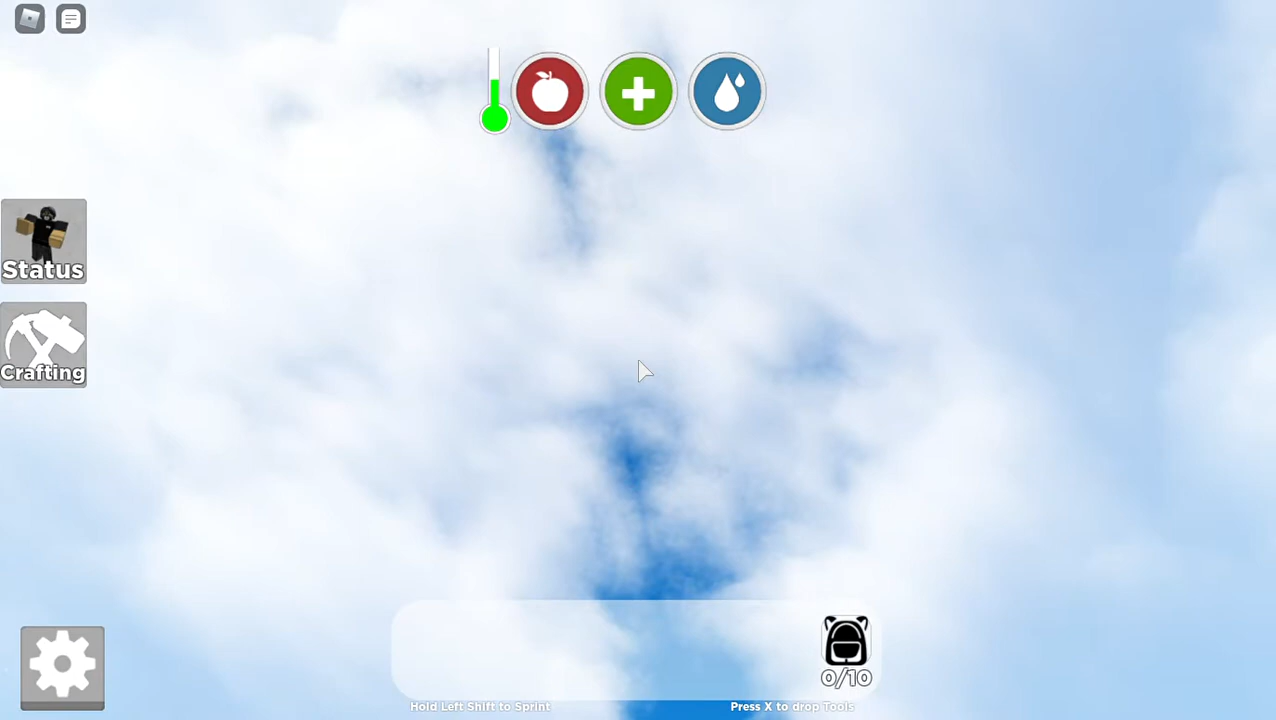 Status
Crafting
0/10
Hold Left Shift to Sprint
Press X to drop Tools